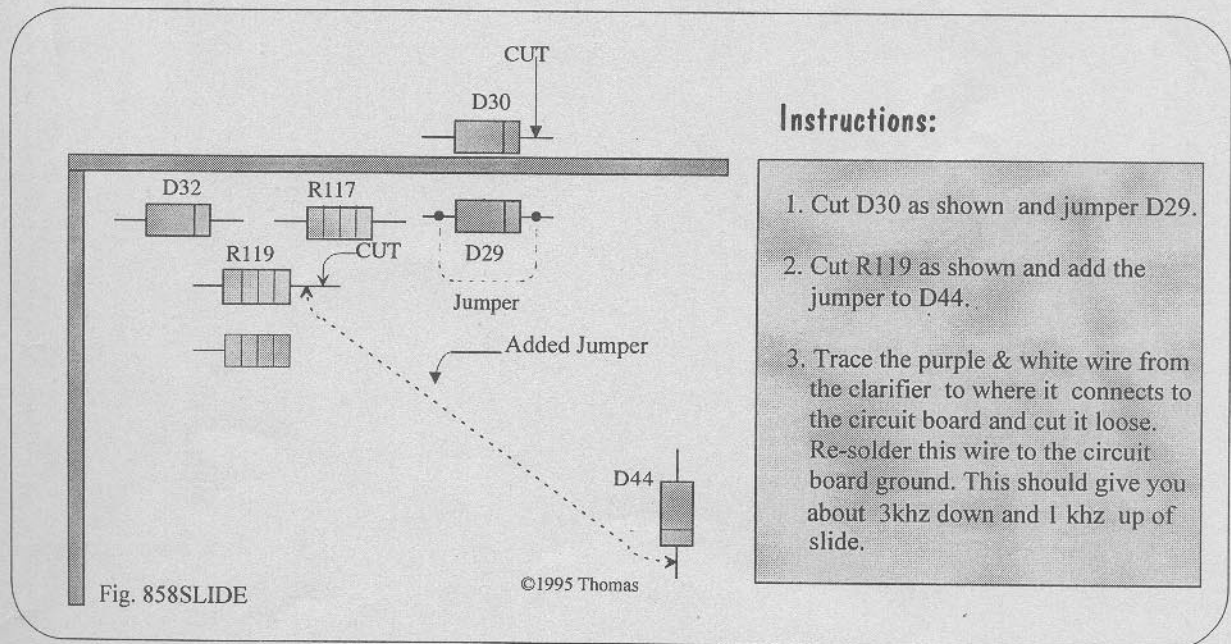 CUT
D30
Instructions:
D32
R117
R119
CUT
D29
Jumper
Added Jumper
D44
©1995 Thomas
Fig. 858SLIDE
1. Cut D30 as shown and jumper D29.
2. Cut R119 as shown and add the
jumper to D44.
3. Trace the purple & white wire from
the clarifier to where it connects to
the circuit board and cut it loose.
Re-solder this wire to the circuit
board ground. This should give you
about 3khz down and 1 khz up of
slide.